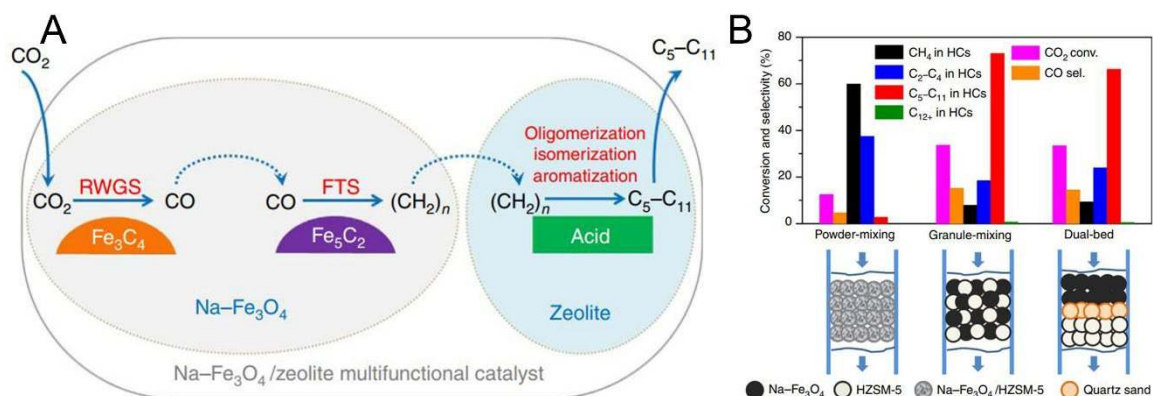 A
CO₂
C₅–C₁₁
Oligomerization
isomerization
aromatization
CO₂ RWGS CO CO FTS (CH₂)ₙ (CH₂)ₙ C₅–C₁₁
Fe₃C₄ Fe₅C₂ Acid
Na–Fe₃O₄ Zeolite
Na–Fe₃O₄/zeolite multifunctional catalyst
B
Conversion and selectivity (%)
80
60
40
20
0
CH₄ in HCs
C₂–C₄ in HCs
C₅–C₁₁ in HCs
C₁₂₊ in HCs
CO₂ conv.
CO sel.
Powder-mixing Granule-mixing Dual-bed
Na–Fe₃O₄ HZSM-5 Na–Fe₃O₄/HZSM-5 Quartz sand